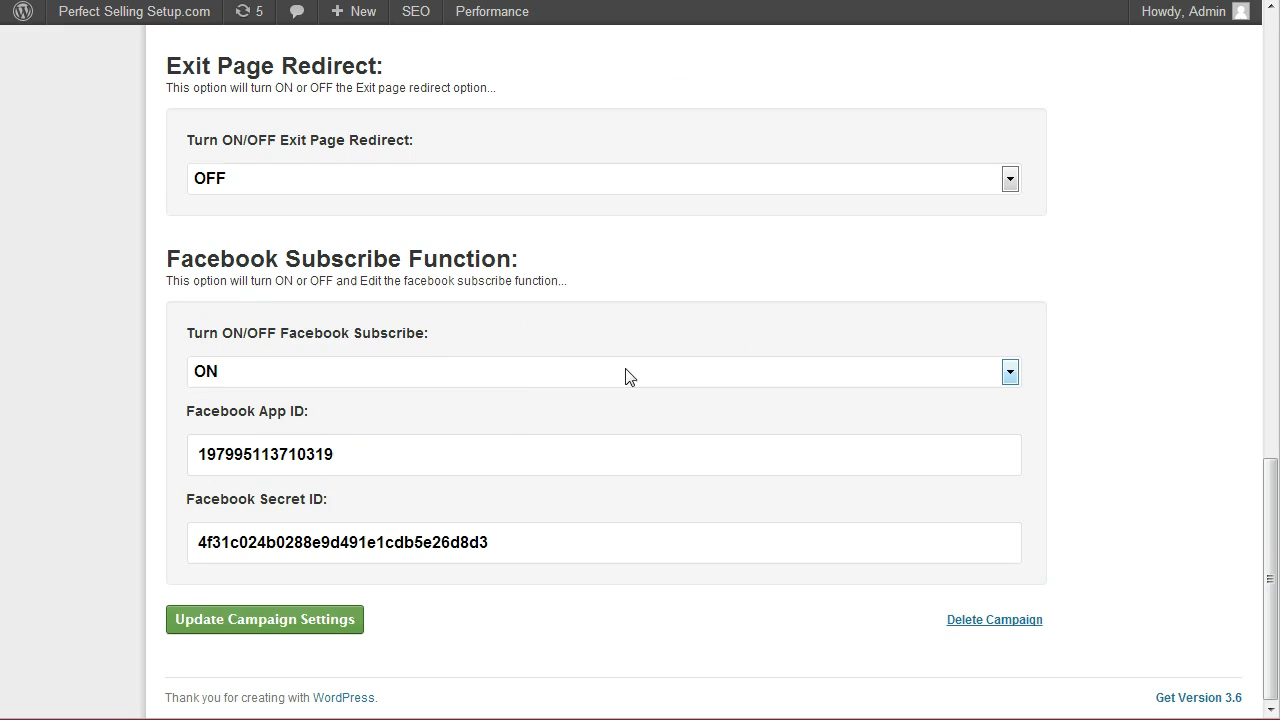 Perfect Selling Setup.com 5 New SEO Performance Howdy, Admin
Exit Page Redirect:
This option will turn ON or OFF the Exit page redirect option...
Turn ON/OFF Exit Page Redirect:
OFF
Facebook Subscribe Function:
This option will turn ON or OFF and Edit the facebook subscribe function...
Turn ON/OFF Facebook Subscribe:
ON
Facebook App ID:
197995113710319
Facebook Secret ID:
4f31c024b0288e9d491e1cdb5e26d8d3
Update Campaign Settings Delete Campaign
Thank you for creating with WordPress. Get Version 3.6